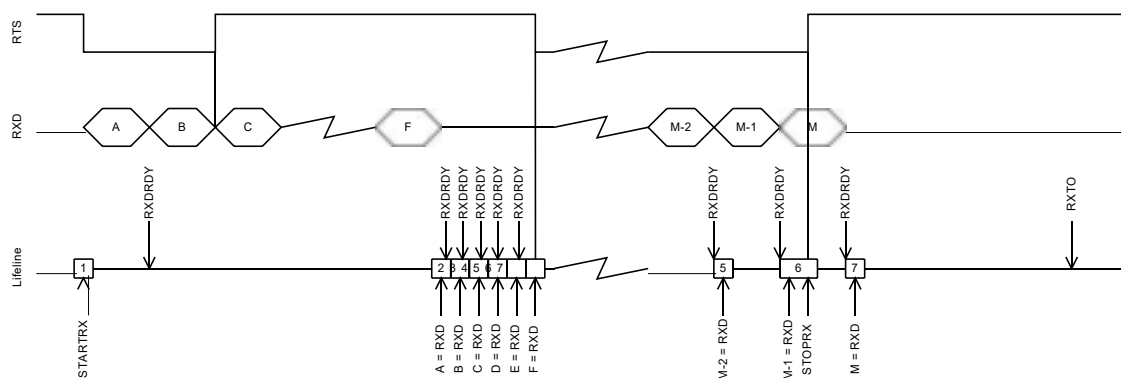 RTS
RXD
A
B
C
F
M-2
M-1
M
RXDRDY
RXDRDY
RXDRDY
RXDRDY
RXDRDY
RXDRDY
RXDRDY
RXDRDY
RXDRDY
RXTO
Lifeline
1
2
3
4
5
6
7
5
6
7
STARTRX
A = RXD
B = RXD
C = RXD
D = RXD
E = RXD
F = RXD
M-2 = RXD
M-1 = RXD
STOPRX
M = RXD